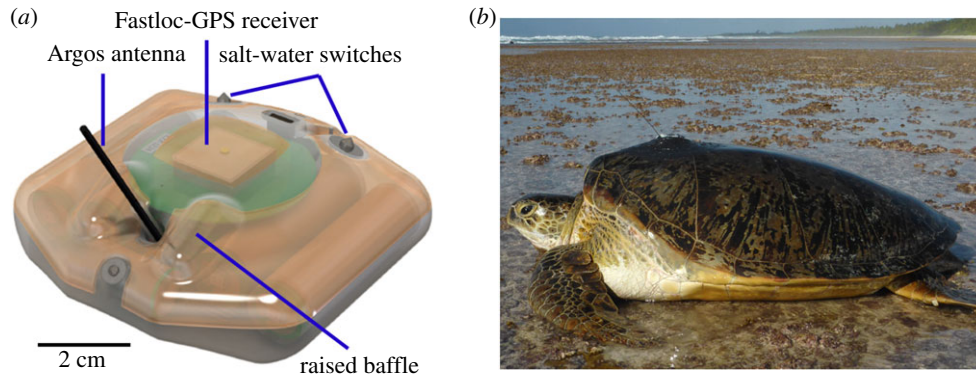 (a)
Fastloc-GPS receiver
Argos antenna
salt-water switches
2 cm
raised baffle
(b)